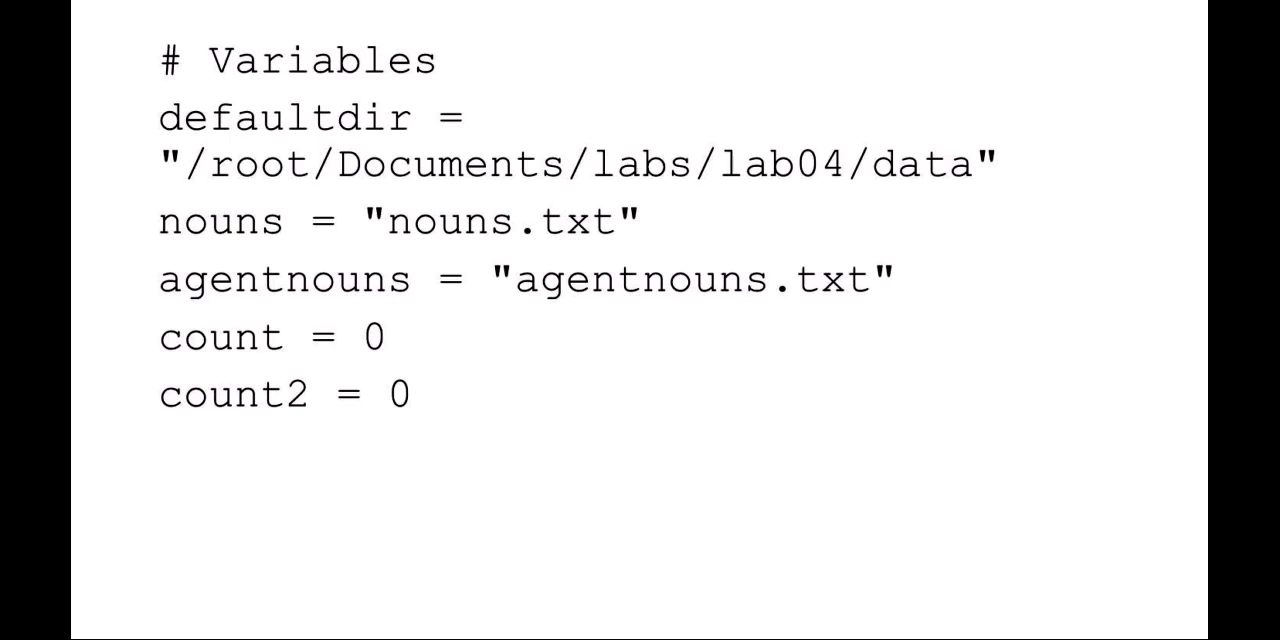 # Variables
defaultdir =
"/root/Documents/labs/lab04/data"
nouns = "nouns.txt"
agentnouns = "agentnouns.txt"
count = 0
count2 = 0